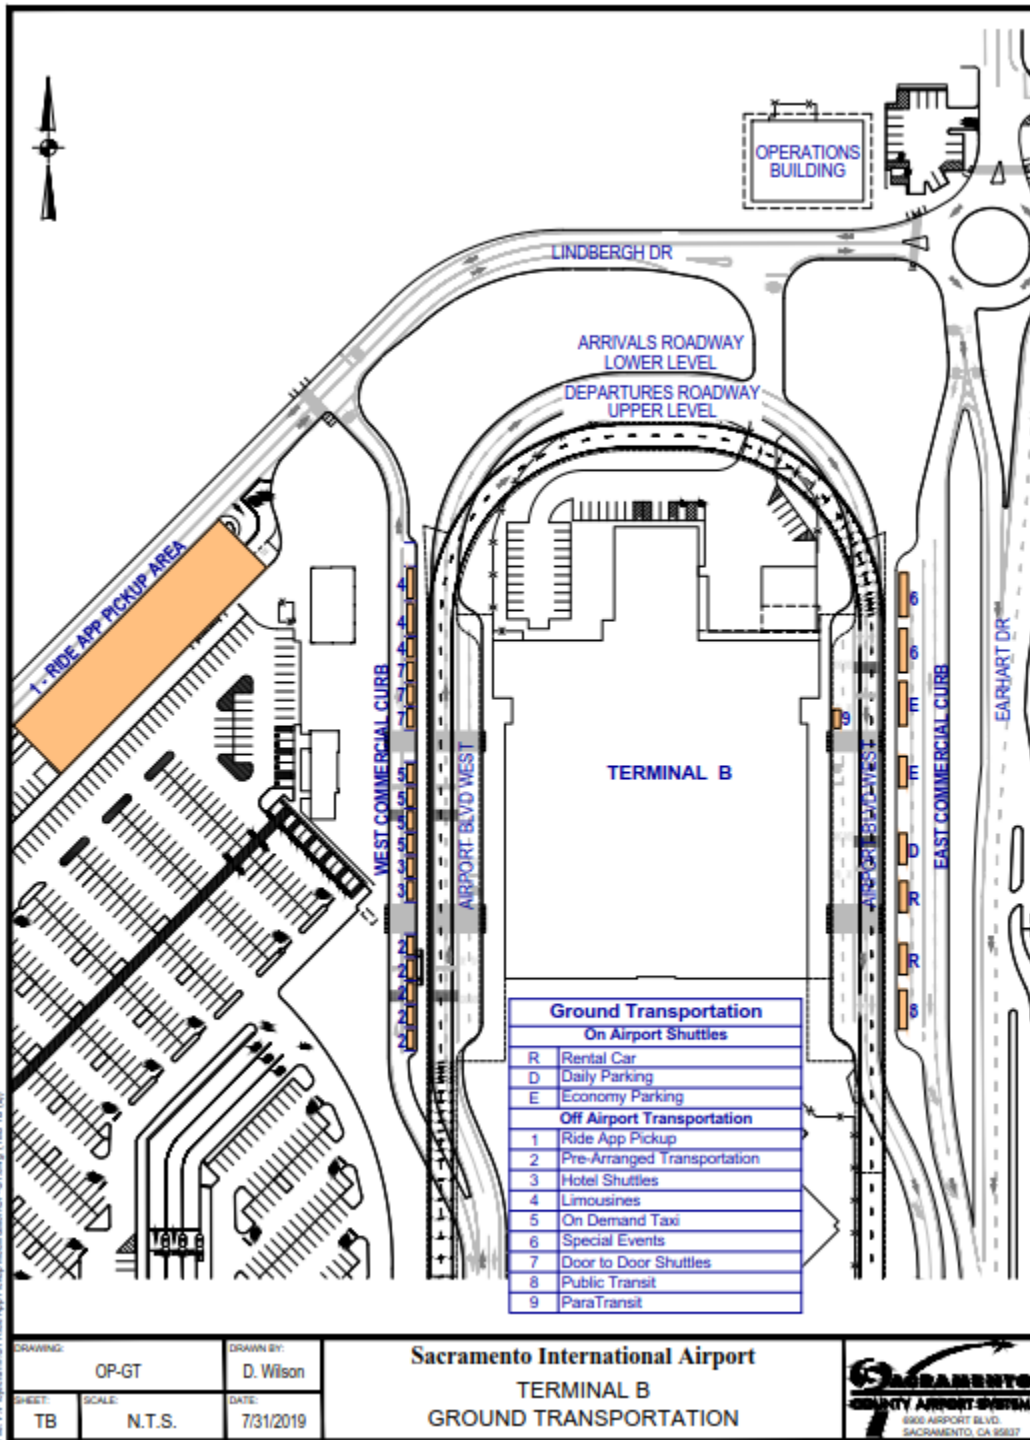 OPERATIONS
BUILDING
LINDBERGH DR
ARRIVALS ROADWAY
LOWER LEVEL
DEPARTURES ROADWAY
UPPER LEVEL
1 - RIDE APP PICKUP AREA
WEST COMMERCIAL CURB
4
4
4
7
7
7
5
5
5
5
3
3
2
2
2
2
2
AIRPORT BLVD WEST
TERMINAL B
9
AIRPORT BLVD WEST
6
6
E
E
D
R
R
8
EAST COMMERCIAL CURB
EARHART DR
Ground Transportation
On Airport Shuttles
R Rental Car
D Daily Parking
E Economy Parking
Off Airport Transportation
1 Ride App Pickup
2 Pre-Arranged Transportation
3 Hotel Shuttles
4 Limousines
5 On Demand Taxi
6 Special Events
7 Door to Door Shuttles
8 Public Transit
9 ParaTransit
DRAWING:
OP-GT
DRAWN BY:
D. Wilson
SHEET:
TB
SCALE:
N.T.S.
DATE:
7/31/2019
Sacramento International Airport
TERMINAL B
GROUND TRANSPORTATION
SACRAMENTO
COUNTY AIRPORT SYSTEM
6900 AIRPORT BLVD.
SACRAMENTO, CA 95837